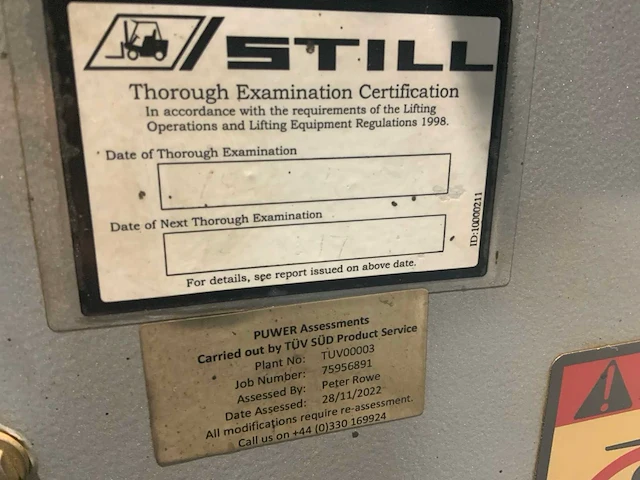 STILL
Thorough Examination Certification
In accordance with the requirements of the Lifting
Operations and Lifting Equipment Regulations 1998.
Date of Thorough Examination
Date of Next Thorough Examination
For details, see report issued on above date.
ID:10000211
PUWER Assessments
Carried out by TÜV SÜD Product Service
Plant No: TUV00003
Job Number: 75956891
Assessed By: Peter Rowe
Date Assessed: 28/11/2022
All modifications require re-assessment.
Call us on +44 (0)330 169924